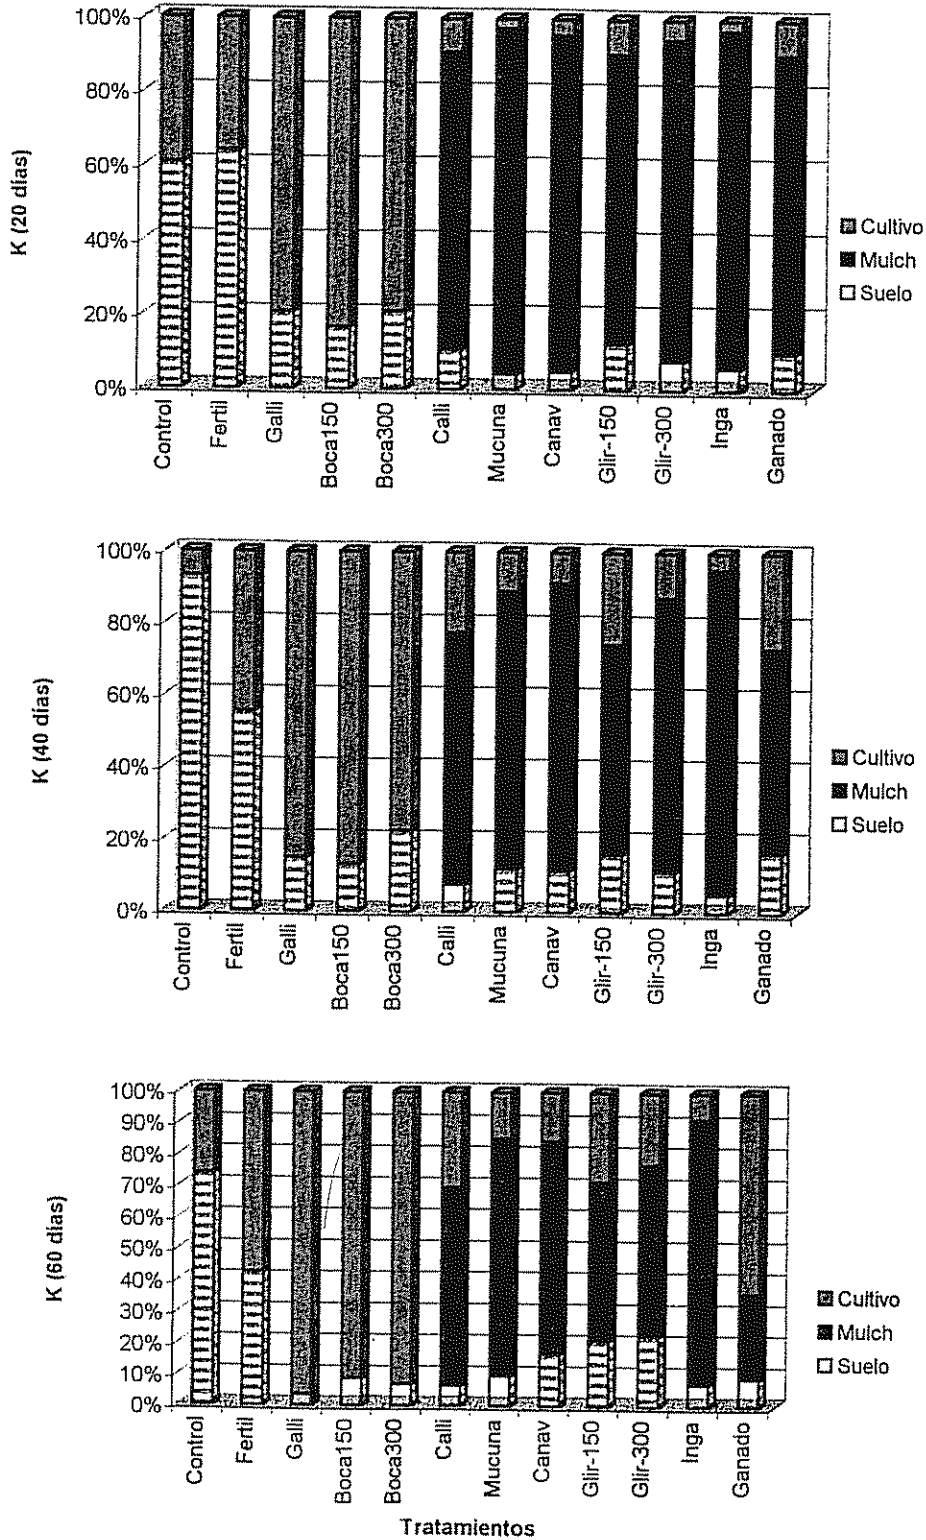 100%
80%
60%
40%
20%
0%
K (20 días)
Control
Fertil
Galli
Boca150
Boca300
Calli
Mucuna
Canav
Glir-150
Glir-300
Inga
Ganado
Cultivo
Mulch
Suelo
100%
80%
60%
40%
20%
0%
K (40 días)
Control
Fertil
Galli
Boca150
Boca300
Calli
Mucuna
Canav
Glir-150
Glir-300
Inga
Ganado
Cultivo
Mulch
Suelo
100%
90%
80%
70%
60%
50%
40%
30%
20%
10%
0%
K (60 días)
Control
Fertil
Galli
Boca150
Boca300
Calli
Mucuna
Canav
Glir-150
Glir-300
Inga
Ganado
Cultivo
Mulch
Suelo
Tratamientos